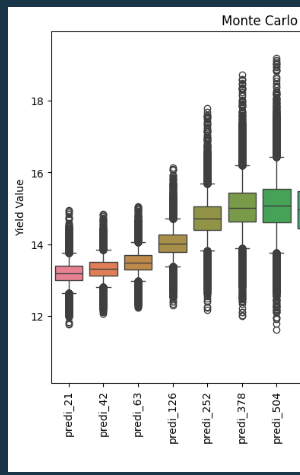 Monte Carlo
Yield Value
18
16
14
12
predi_21
predi_42
predi_63
predi_126
predi_252
predi_378
predi_504